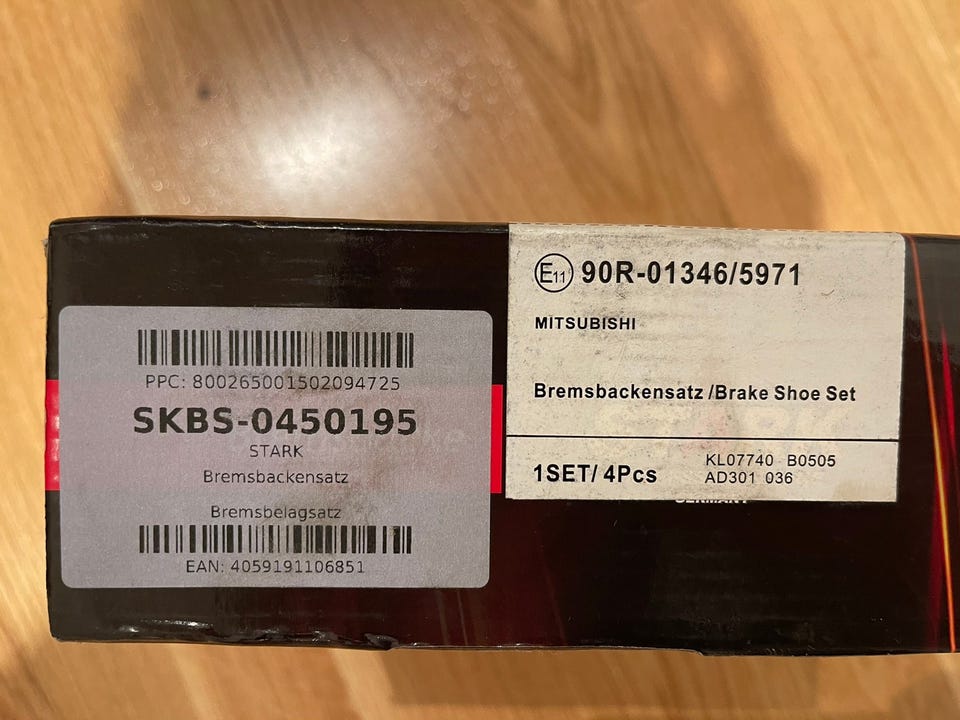 PPC: 800265001502094725
SKBS-0450195
STARK
Bremsbackensatz
Bremsbelagsatz
EAN: 4059191106851
E11 90R-01346/5971
MITSUBISHI
Bremsbackensatz /Brake Shoe Set
1SET/ 4Pcs
KL07740 B0505
AD301 036
GERMANY